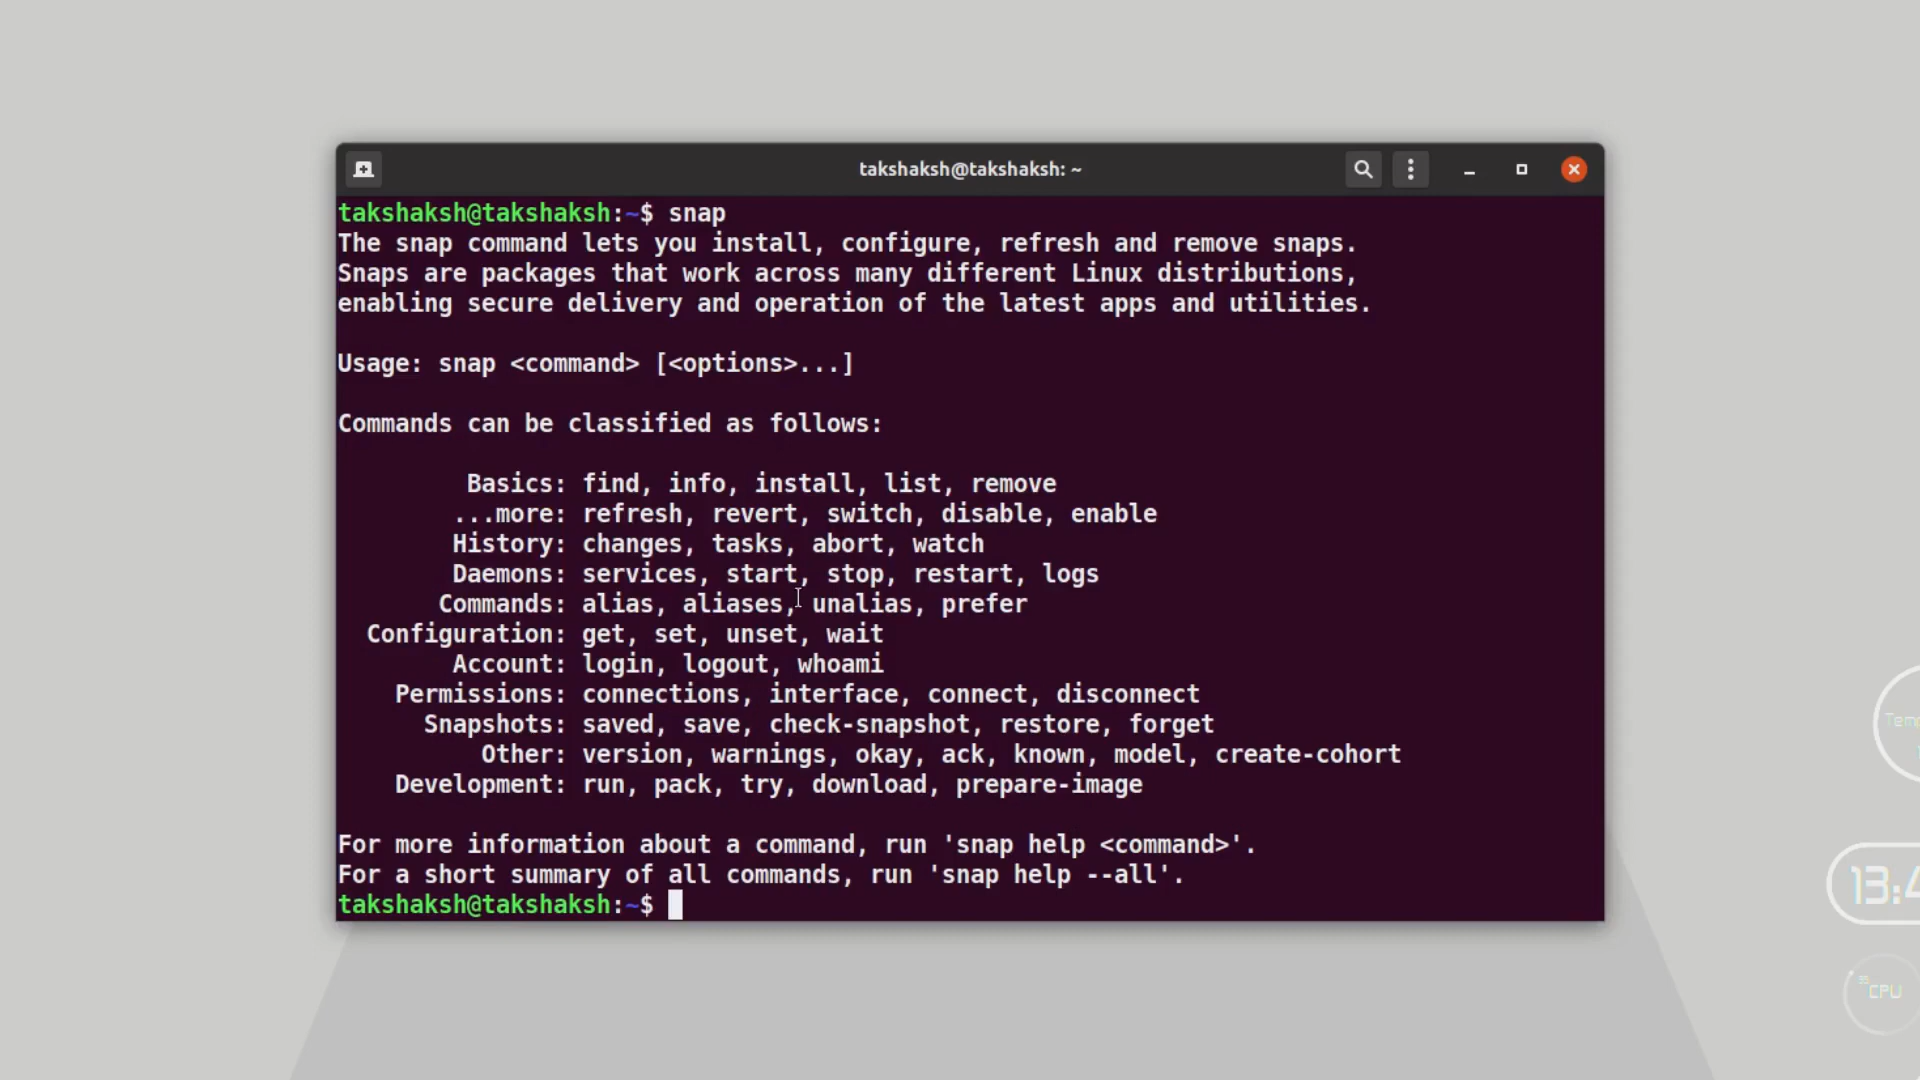 takshaksh@takshaksh: ~
takshaksh@takshaksh:~$ snap
The snap command lets you install, configure, refresh and remove snaps.
Snaps are packages that work across many different Linux distributions,
enabling secure delivery and operation of the latest apps and utilities.
Usage: snap <command> [<options>...]
Commands can be classified as follows:
Basics: find, info, install, list, remove
...more: refresh, revert, switch, disable, enable
History: changes, tasks, abort, watch
Daemons: services, start, stop, restart, logs
Commands: alias, aliases, unalias, prefer
Configuration: get, set, unset, wait
Account: login, logout, whoami
Permissions: connections, interface, connect, disconnect
Snapshots: saved, save, check-snapshot, restore, forget
Other: version, warnings, okay, ack, known, model, create-cohort
Development: run, pack, try, download, prepare-image
For more information about a command, run 'snap help <command>'.
For a short summary of all commands, run 'snap help --all'.
takshaksh@takshaksh:~$
Temp
13:4
CPU